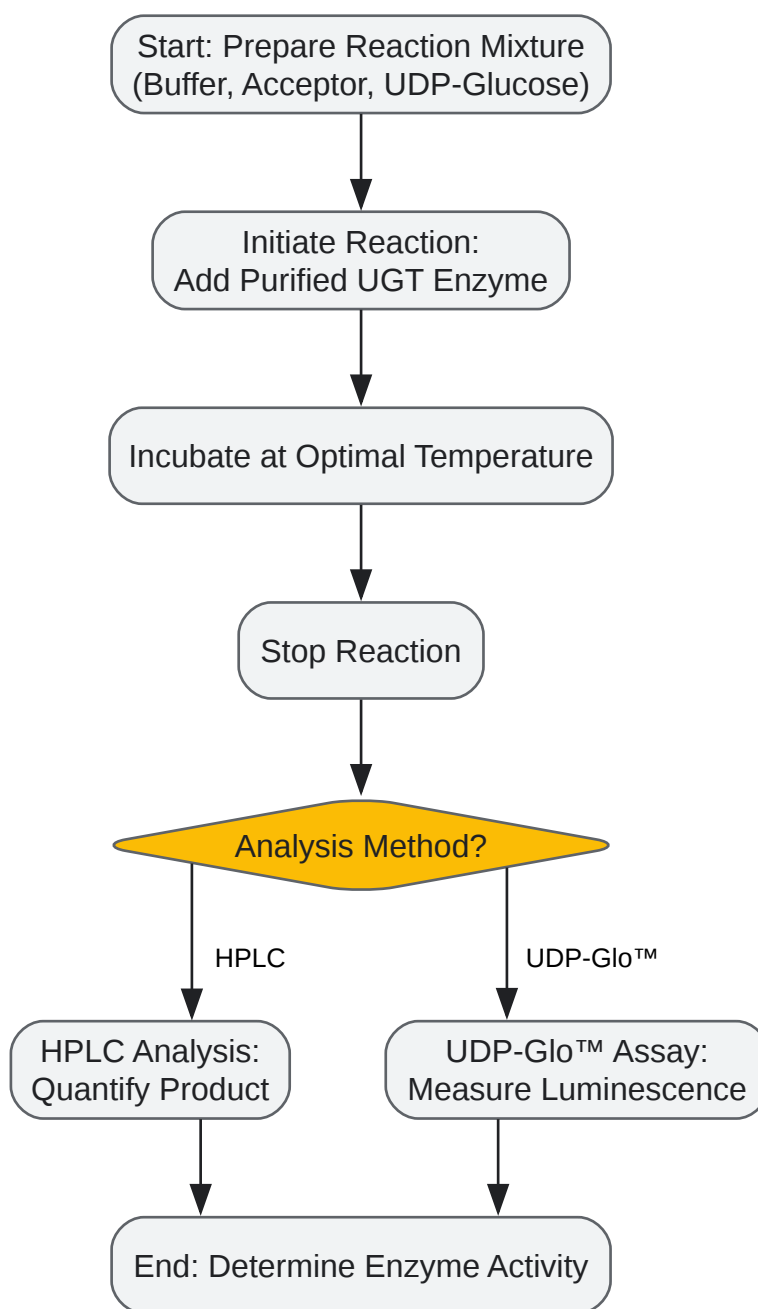 Start: Prepare Reaction Mixture
(Buffer, Acceptor, UDP-Glucose)
Initiate Reaction:
Add Purified UGT Enzyme
Incubate at Optimal Temperature
Stop Reaction
Analysis Method?
HPLC
UDP-Glo™
HPLC Analysis:
Quantify Product
UDP-Glo™ Assay:
Measure Luminescence
End: Determine Enzyme Activity